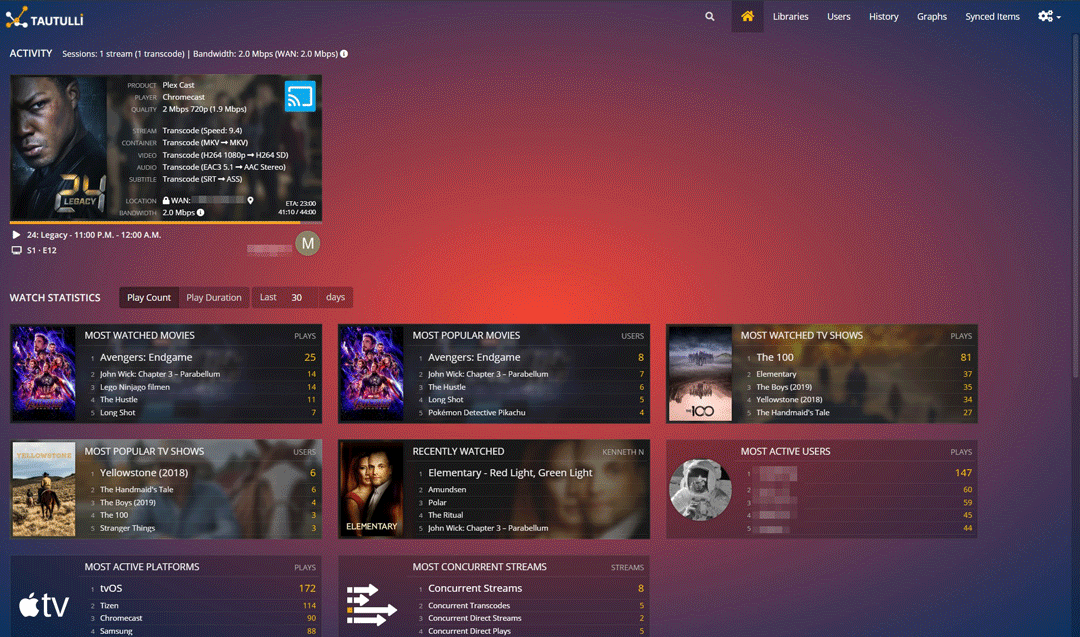 TAUTULLI
Libraries Users History Graphs Synced Items
ACTIVITY Sessions: 1 stream (1 transcode) | Bandwidth: 2.0 Mbps (WAN: 2.0 Mbps)
PRODUCT Plex Cast
PLAYER Chromecast
QUALITY 2 Mbps 720p (1.9 Mbps)
STREAM Transcode (Speed: 9.4)
CONTAINER Transcode (MKV → MKV)
VIDEO Transcode (H264 1080p → H264 SD)
AUDIO Transcode (EAC3 5.1 → AAC Stereo)
SUBTITLE Transcode (SRT → ASS)
LOCATION WAN:
BANDWIDTH 2.0 Mbps
ETA: 23:00
41:10 / 44:00
24
LEGACY
24: Legacy - 11:00 P.M. - 12:00 A.M.
S1 · E12
M
WATCH STATISTICS Play Count Play Duration Last 30 days
MOST WATCHED MOVIES PLAYS
1 Avengers: Endgame 25
2 John Wick: Chapter 3 – Parabellum 14
3 Lego Ninjago filmen 14
4 The Hustle 11
5 Long Shot 7
MOST POPULAR MOVIES USERS
1 Avengers: Endgame 8
2 John Wick: Chapter 3 – Parabellum 7
3 The Hustle 6
4 Long Shot 5
5 Pokémon Detective Pikachu 4
THE 100
MOST WATCHED TV SHOWS PLAYS
1 The 100 81
2 Elementary 37
3 The Boys (2019) 35
4 Yellowstone (2018) 34
5 The Handmaid's Tale 27
YELLOWSTONE
MOST POPULAR TV SHOWS USERS
1 Yellowstone (2018) 6
2 The Handmaid's Tale 6
3 The Boys (2019) 4
4 The 100 3
5 Stranger Things 3
ELEMENTARY
RECENTLY WATCHED KENNETH N
1 Elementary - Red Light, Green Light
2 Amundsen
3 Polar
4 The Ritual
5 John Wick: Chapter 3 – Parabellum
MOST ACTIVE USERS PLAYS
1 147
2 60
3 59
4 45
5 44
tv
MOST ACTIVE PLATFORMS PLAYS
1 tvOS 172
2 Tizen 114
3 Chromecast 90
4 Samsung 88
MOST CONCURRENT STREAMS STREAMS
1 Concurrent Streams 8
2 Concurrent Transcodes 5
3 Concurrent Direct Streams 2
4 Concurrent Direct Plays 5